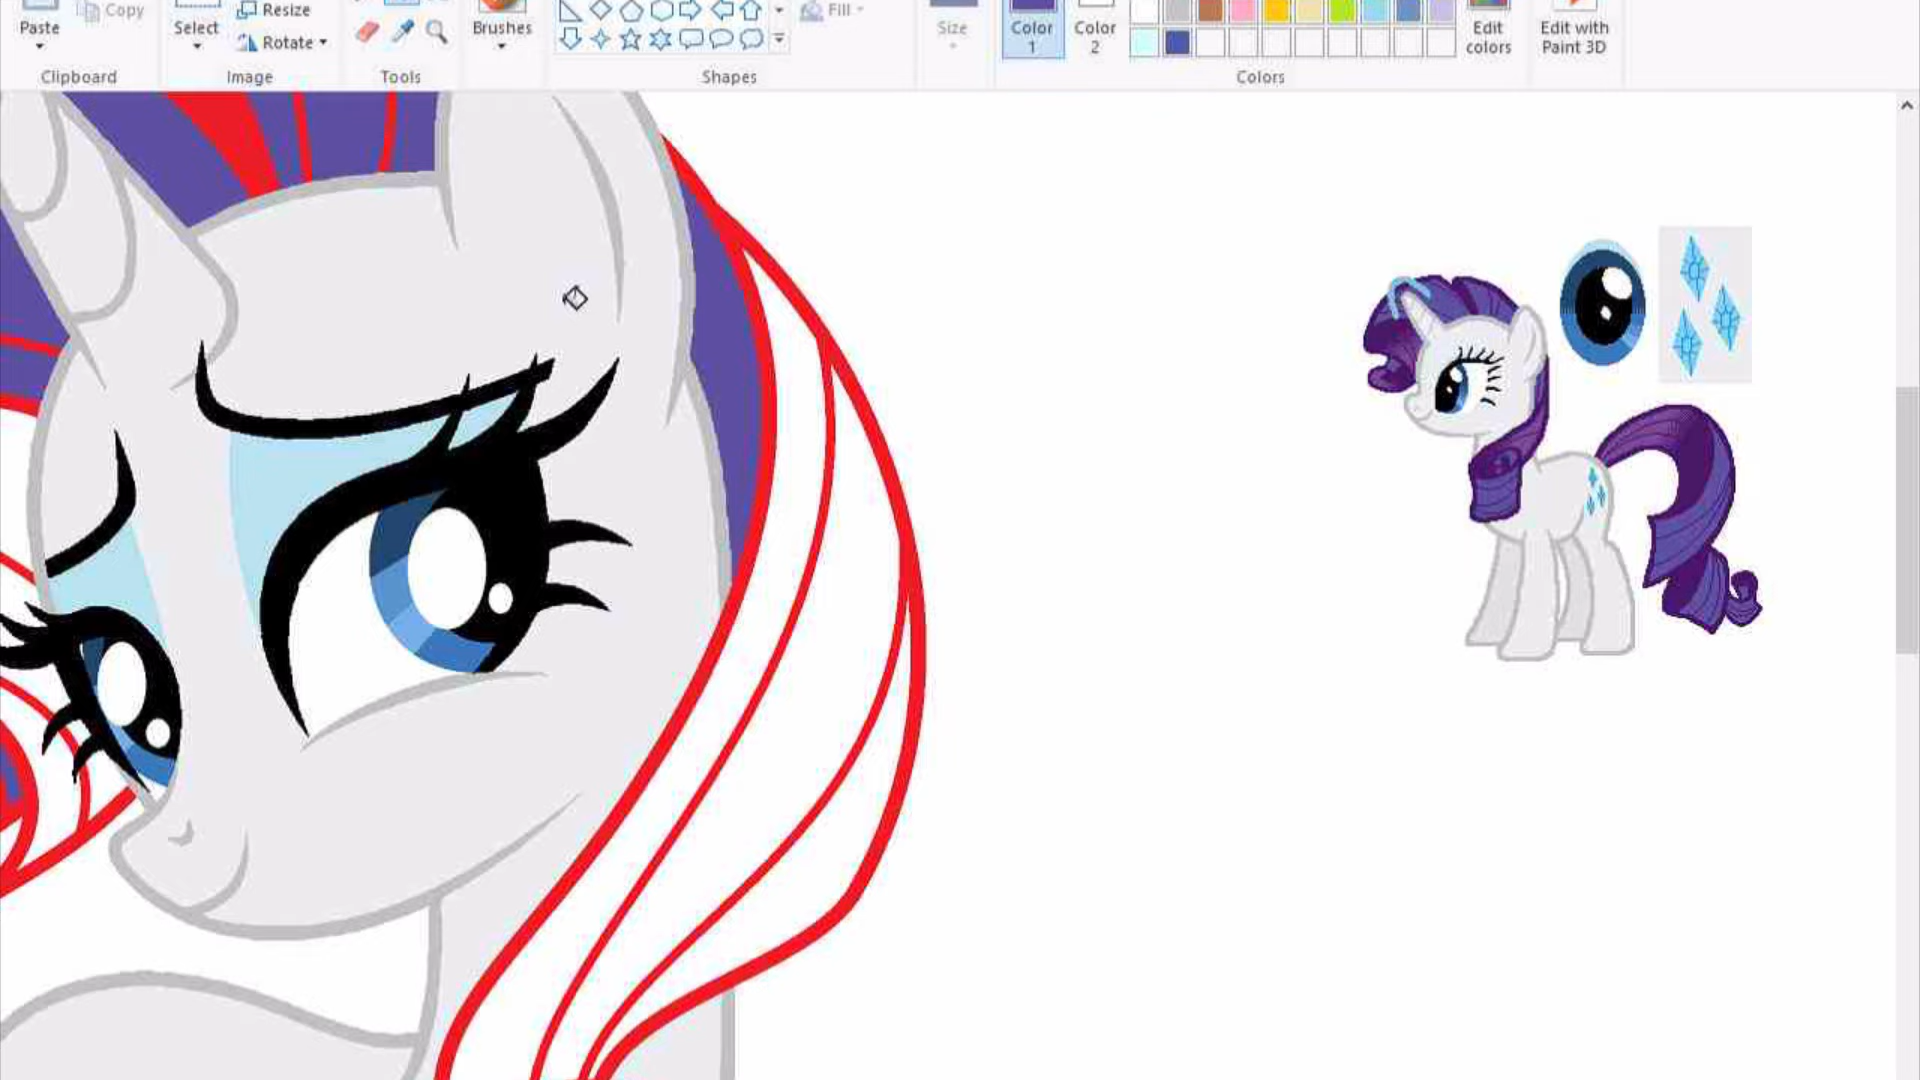 Paste
Copy
Select
Resize
Rotate
Brushes
Fill
Size
Color
1
Color
2
Edit
colors
Edit with
Paint 3D
Clipboard
Image
Tools
Shapes
Colors